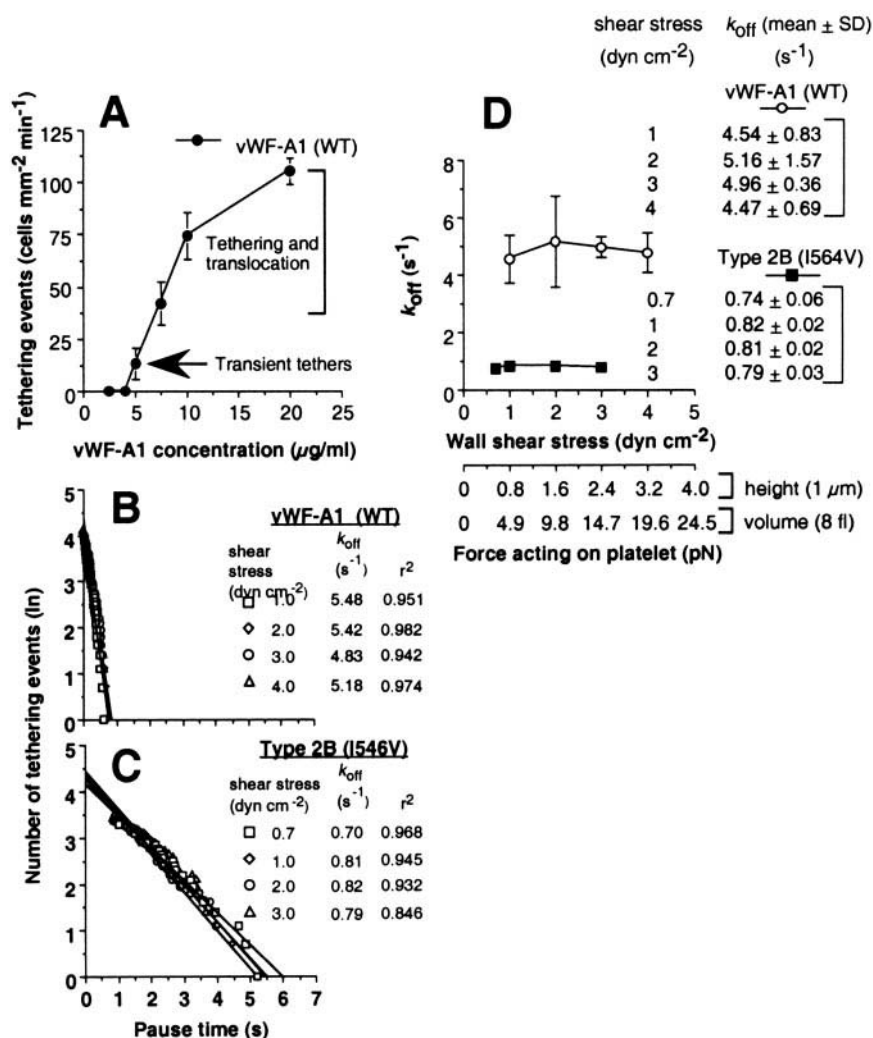 A
Tethering events (cells mm-2 min-1)
125
100
75
50
25
0
vWF-A1 (WT)
Tethering and
translocation
Transient tethers
0 5 10 15 20 25
vWF-A1 concentration (µg/ml)
shear stress koff (mean ± SD)
(dyn cm-2) (s-1)
D
vWF-A1 (WT)
1 4.54 ± 0.83
2 5.16 ± 1.57
3 4.96 ± 0.36
4 4.47 ± 0.69
Type 2B (I564V)
0.7 0.74 ± 0.06
1 0.82 ± 0.02
2 0.81 ± 0.02
3 0.79 ± 0.03
koff (s-1)
8
6
4
2
0
0 1 2 3 4 5
Wall shear stress (dyn cm-2)
0 0.8 1.6 2.4 3.2 4.0 height (1 µm)
0 4.9 9.8 14.7 19.6 24.5 volume (8 fl)
Force acting on platelet (pN)
Number of tethering events (ln)
B
5
4
3
2
1
0
vWF-A1 (WT)
shear koff
stress (s-1) r2
(dyn cm-2)
1.0 5.48 0.951
2.0 5.42 0.982
3.0 4.83 0.942
4.0 5.18 0.974
C
5
4
3
2
1
0
Type 2B (I546V)
koff
shear stress (s-1) r2
(dyn cm-2)
0.7 0.70 0.968
1.0 0.81 0.945
2.0 0.82 0.932
3.0 0.79 0.846
0 1 2 3 4 5 6 7
Pause time (s)